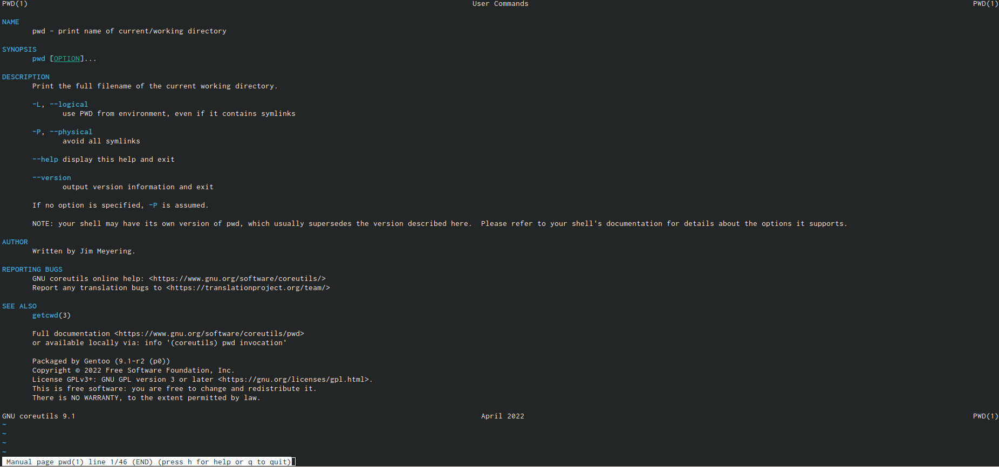 PWD(1) User Commands PWD(1)
NAME
pwd - print name of current/working directory
SYNOPSIS
pwd [OPTION]...
DESCRIPTION
Print the full filename of the current working directory.
-L, --logical
use PWD from environment, even if it contains symlinks
-P, --physical
avoid all symlinks
--help display this help and exit
--version
output version information and exit
If no option is specified, -P is assumed.
NOTE: your shell may have its own version of pwd, which usually supersedes the version described here.  Please refer to your shell's documentation for details about the options it supports.
AUTHOR
Written by Jim Meyering.
REPORTING BUGS
GNU coreutils online help: <https://www.gnu.org/software/coreutils/>
Report any translation bugs to <https://translationproject.org/team/>
SEE ALSO
getcwd(3)
Full documentation <https://www.gnu.org/software/coreutils/pwd>
or available locally via: info '(coreutils) pwd invocation'
Packaged by Gentoo (9.1-r2 (p0))
Copyright © 2022 Free Software Foundation, Inc.
License GPLv3+: GNU GPL version 3 or later <https://gnu.org/licenses/gpl.html>.
This is free software: you are free to change and redistribute it.
There is NO WARRANTY, to the extent permitted by law.
GNU coreutils 9.1 April 2022 PWD(1)
~
~
~
~
Manual page pwd(1) line 1/46 (END) (press h for help or q to quit)